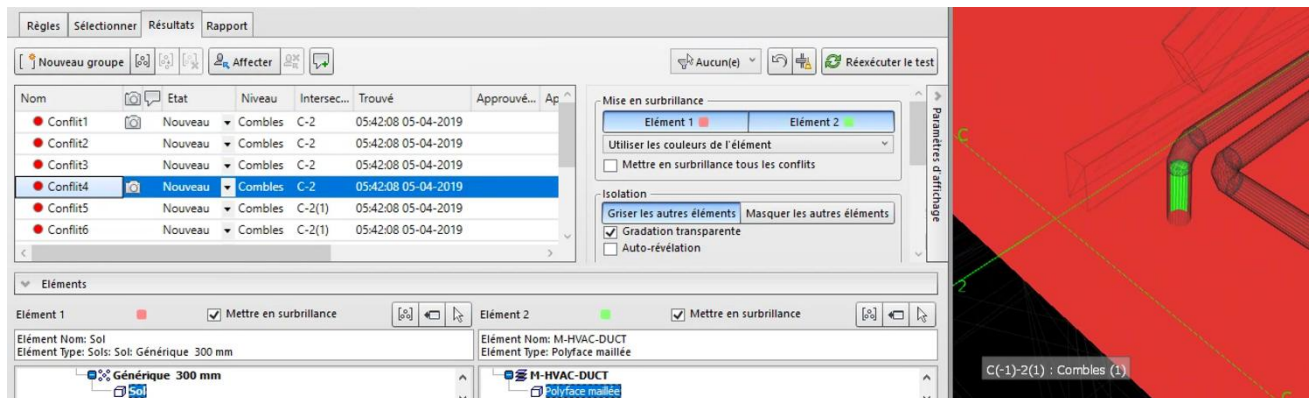 Règles Sélectionner Résultats Rapport
Nouveau groupe Affecter Aucun(e) Réexécuter le test
Nom Etat Niveau Intersec... Trouvé Approuvé... Ap
Conflit1 Nouveau Combles C-2 05:42:08 05-04-2019
Conflit2 Nouveau Combles C-2 05:42:08 05-04-2019
Conflit3 Nouveau Combles C-2 05:42:08 05-04-2019
Conflit4 Nouveau Combles C-2 05:42:08 05-04-2019
Conflit5 Nouveau Combles C-2(1) 05:42:08 05-04-2019
Conflit6 Nouveau Combles C-2(1) 05:42:08 05-04-2019
Mise en surbrillance
Elément 1 Elément 2
Utiliser les couleurs de l'élément
Mettre en surbrillance tous les conflits
Isolation
Griser les autres éléments Masquer les autres éléments
Gradation transparente
Auto-révélation
Paramètres d'affichage
Eléments
Elément 1 Mettre en surbrillance Elément 2 Mettre en surbrillance
Elément Nom: Sol
Elément Type: Sols: Sol: Générique 300 mm
Elément Nom: M-HVAC-DUCT
Elément Type: Polyface maillée
Générique 300 mm
Sol
M-HVAC-DUCT
Polyface maillée
C
2
C(-1)-2(1) : Combles (1)